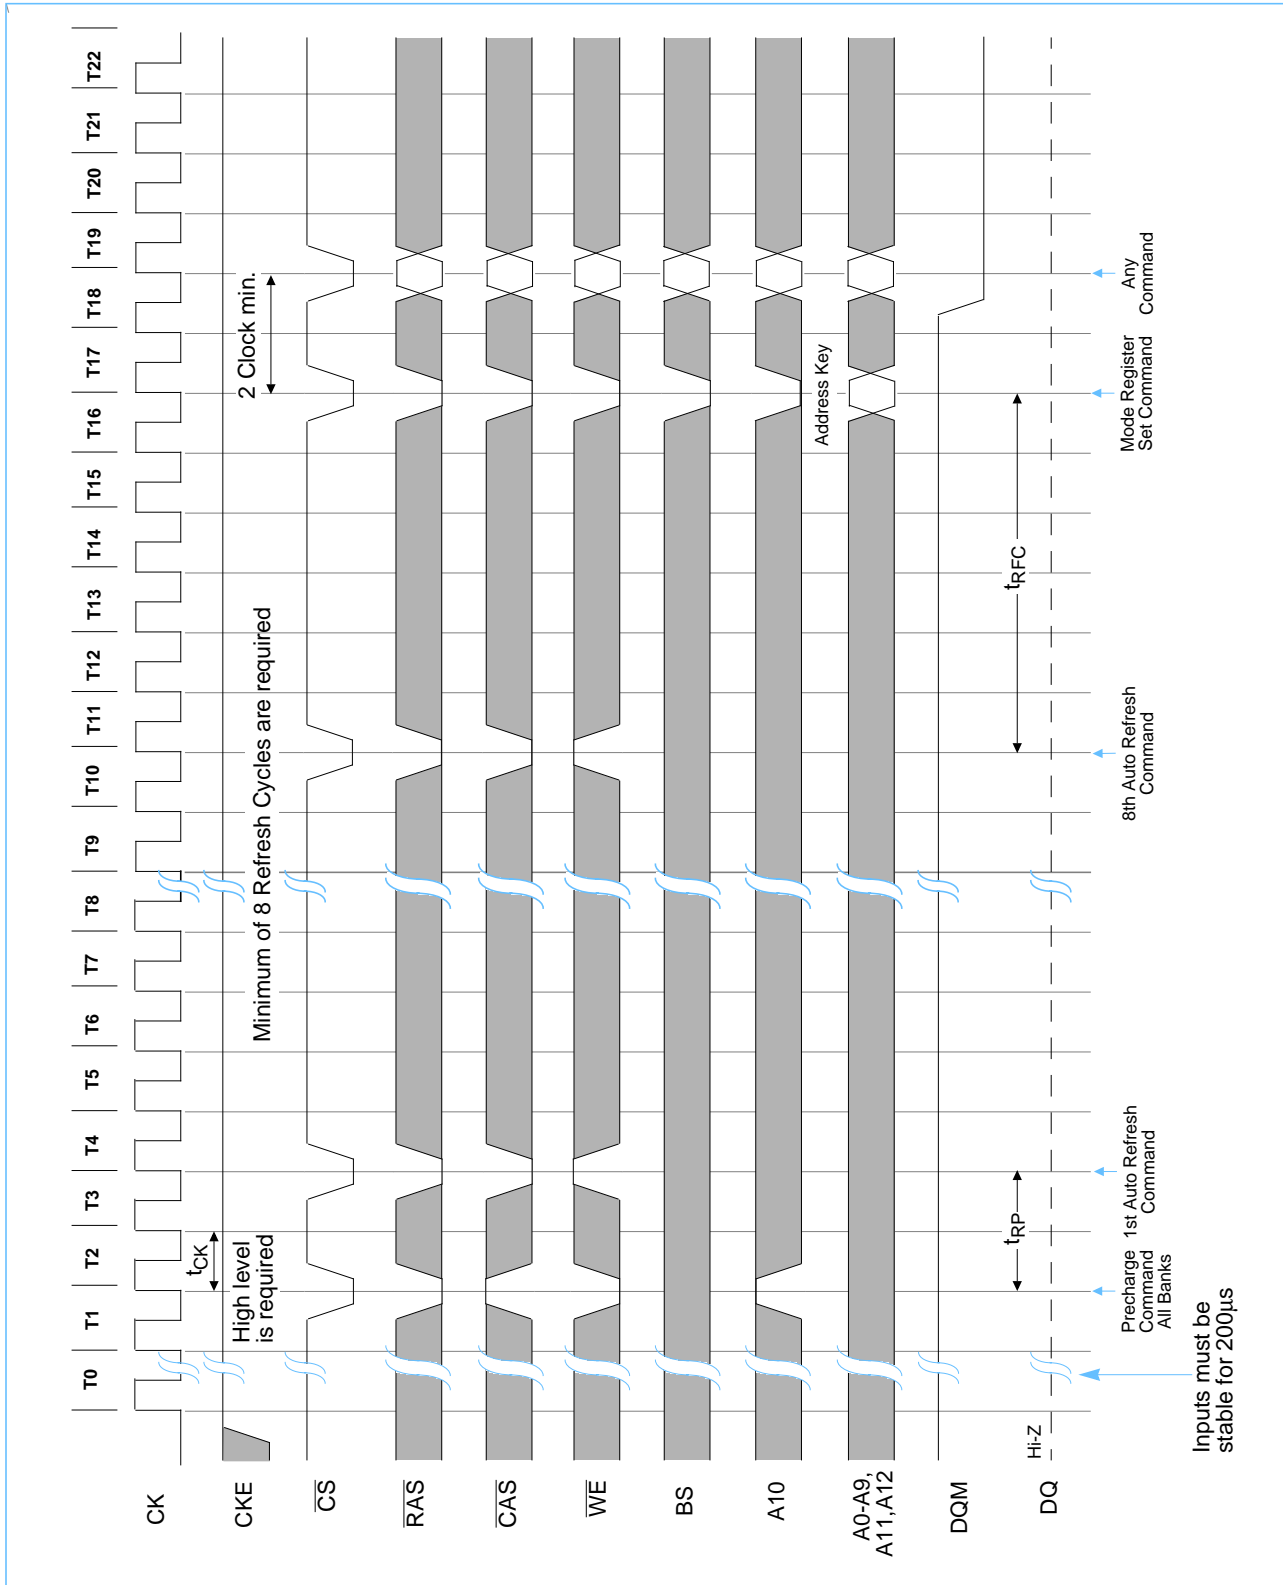 T0 T1 T2 T3 T4 T5 T6 T7 T8 T9 T10 T11 T12 T13 T14 T15 T16 T17 T18 T19 T20 T21 T22
CK
tCK
CKE
High level
is required
Minimum of 8 Refresh Cycles are required
2 Clock min.
CS
RAS
CAS
WE
BS
A10
Address Key
A0-A9,
A11,A12
DQM
tRP
tRFC
DQ
Hi-Z
Precharge
Command
All Banks
1st Auto Refresh
Command
8th Auto Refresh
Command
Mode Register
Set Command
Any
Command
Inputs must be
stable for 200µs